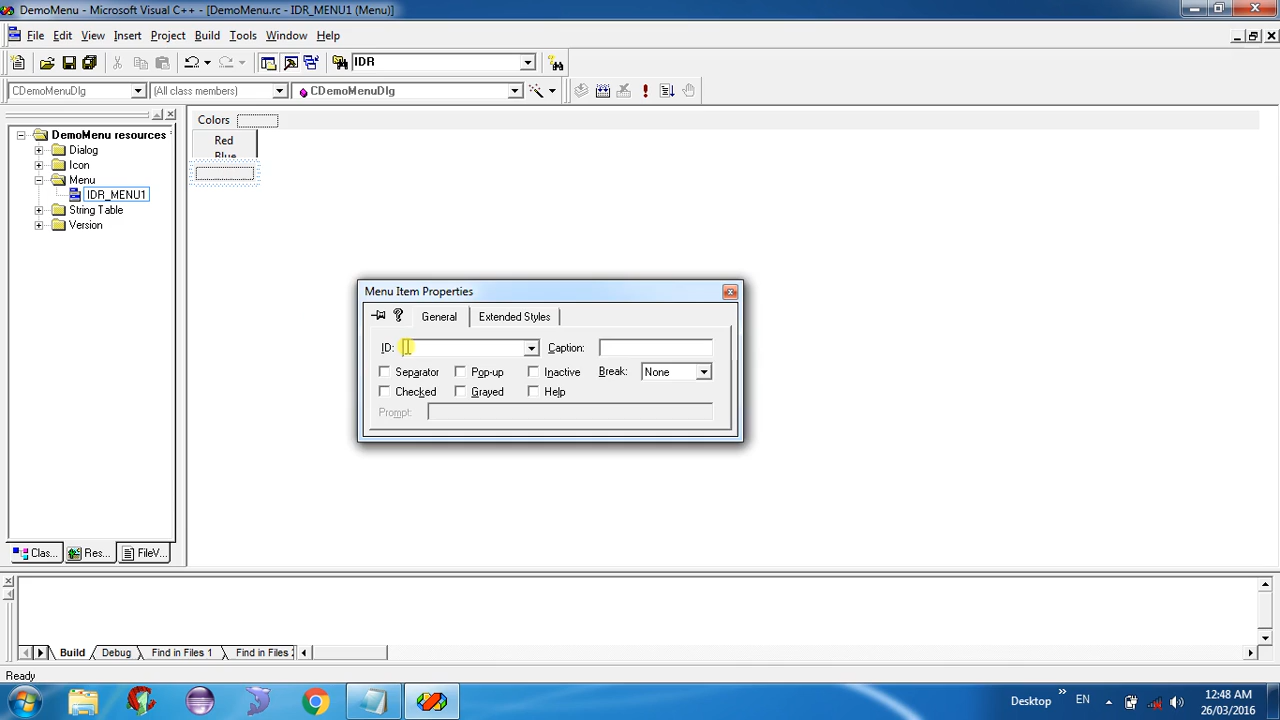 DemoMenu - Microsoft Visual C++ - [DemoMenu.rc - IDR_MENU1 (Menu)]
File Edit View Insert Project Build Tools Window Help
IDR
CDemoMenuDlg (All class members) CDemoMenuDlg
Colors
DemoMenu resources
Red
Dialog
Blue
Icon
Menu
IDR_MENU1
String Table
Version
Menu Item Properties
General Extended Styles
ID: Caption:
Separator Pop-up Inactive Break: None
Checked Grayed Help
Prompt:
Clas... Res... FileV...
Build Debug Find in Files 1 Find in Files
Ready
Desktop EN 12:48 AM
26/03/2016